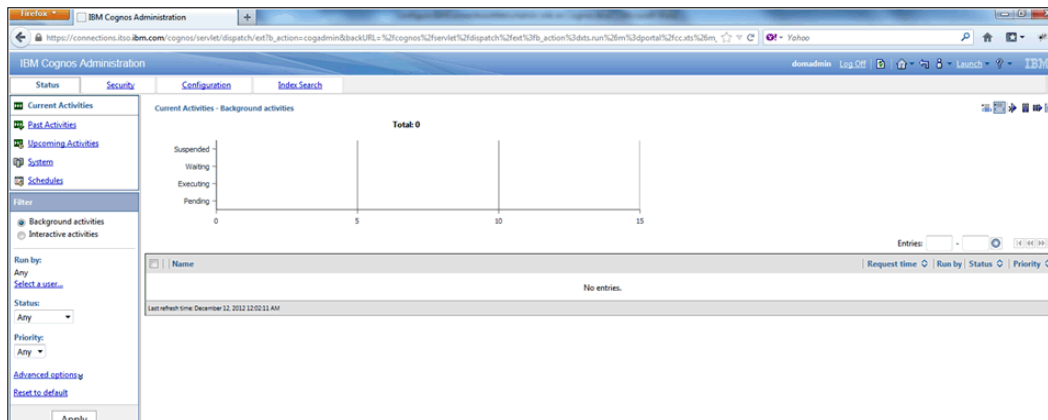 Firefox
IBM Cognos Administration
+
https://connections.itso.ibm.com/cognos/servlet/dispatch/ext?b_action=cogadmin&backURL=%2fcognos%2fservlet%2fdispatch%2fext%3fb_action%3dxts.run%26m%3dportal%2fcc.xts%26m_
Yahoo
IBM Cognos Administration
domadmin Log Off Launch IBM
Status Security Configuration Index Search
Current Activities
Past Activities
Upcoming Activities
System
Schedules
Filter
Background activities
Interactive activities
Run by:
Any
Select a user...
Status:
Any
Priority:
Any
Advanced options
Reset to default
Apply
Current Activities - Background activities
Total: 0
Suspended
Waiting
Executing
Pending
0 5 10 15
Entries: -
Name Request time Run by Status Priority
No entries.
Last refresh time: December 12, 2012 12:02:11 AM